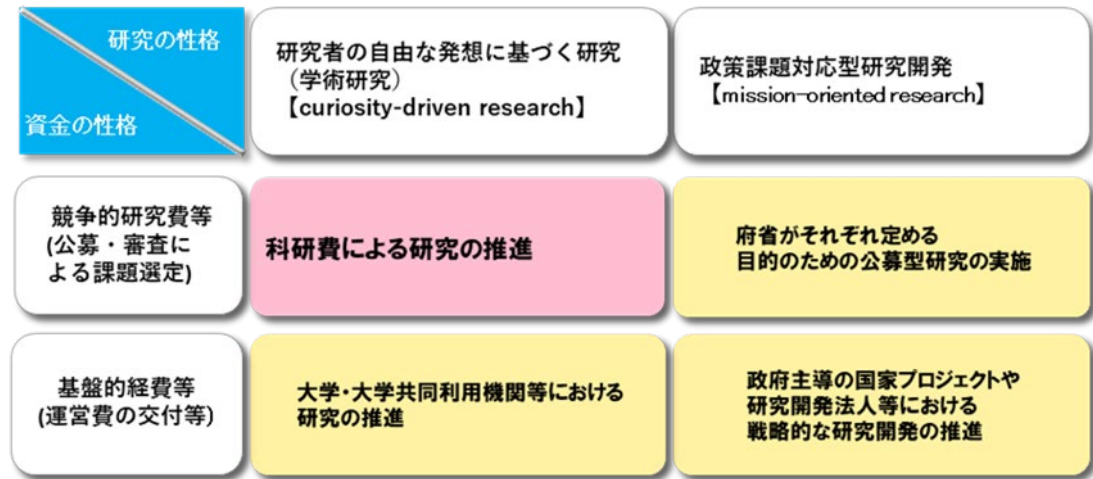 研究の性格
資金の性格
研究者の自由な発想に基づく研究
（学術研究）
【curiosity-driven research】
政策課題対応型研究開発
【mission-oriented research】
競争的研究費等
(公募・審査に
よる課題選定)
科研費による研究の推進
府省がそれぞれ定める
目的のための公募型研究の実施
基盤的経費等
(運営費の交付等)
大学・大学共同利用機関等における
研究の推進
政府主導の国家プロジェクトや
研究開発法人等における
戦略的な研究開発の推進